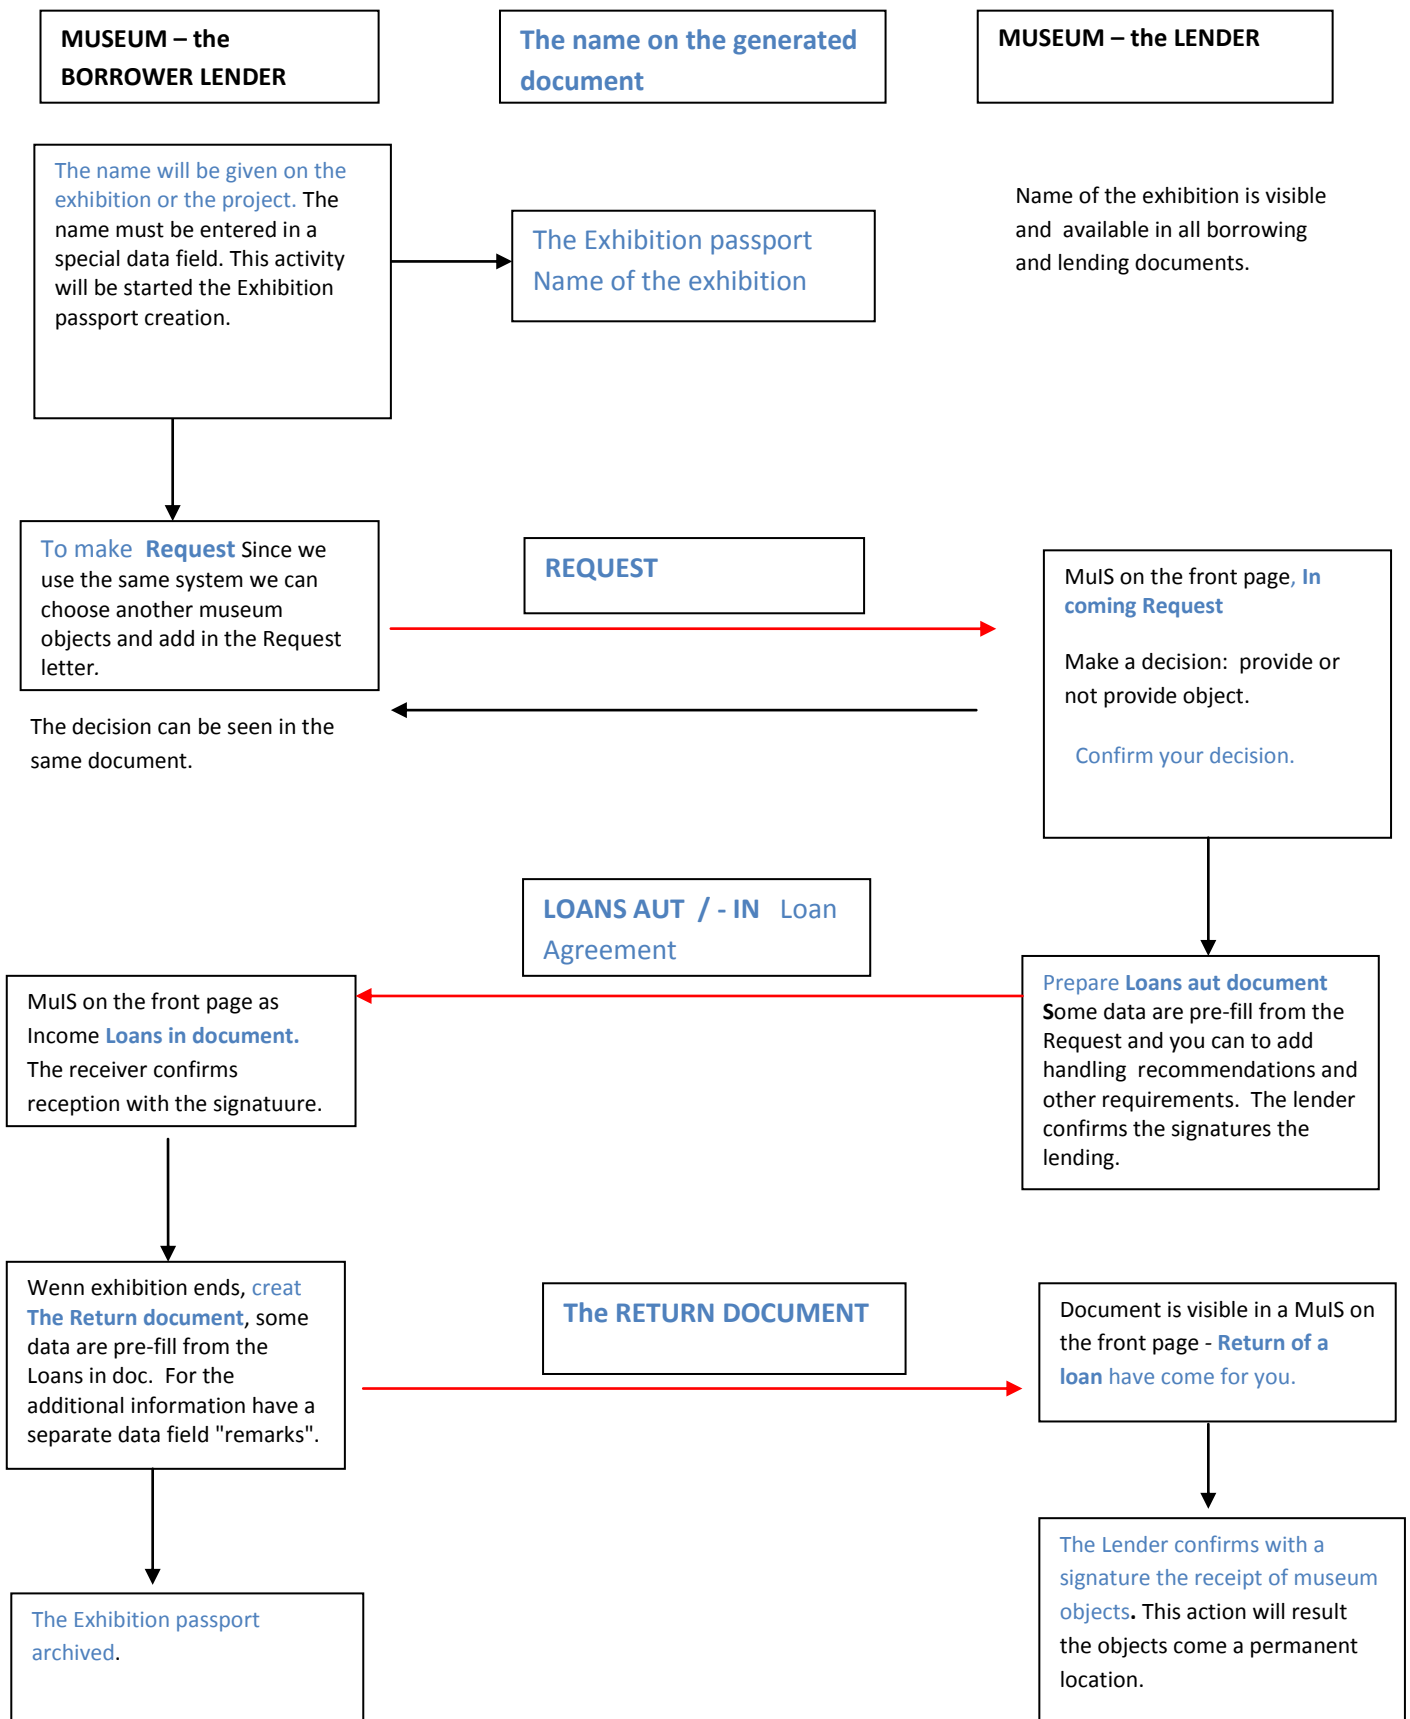 MUSEUM – the
BORROWER LENDER
The name on the generated
document
MUSEUM – the LENDER
The name will be given on the
exhibition or the project. The
name must be entered in a
special data field. This activity
will be started the Exhibition
passport creation.
The Exhibition passport
Name of the exhibition
Name of the exhibition is visible
and available in all borrowing
and lending documents.
To make Request Since we
use the same system we can
choose another museum
objects and add in the Request
letter.
REQUEST
MuIS on the front page, In
coming Request
Make a decision: provide or
not provide object.
Confirm your decision.
The decision can be seen in the
same document.
LOANS AUT / - IN Loan
Agreement
MuIS on the front page as
Income Loans in document.
The receiver confirms
reception with the signatuure.
Prepare Loans aut document
Some data are pre-fill from the
Request and you can to add
handling recommendations and
other requirements. The lender
confirms the signatures the
lending.
Wenn exhibition ends, creat
The Return document, some
data are pre-fill from the
Loans in doc. For the
additional information have a
separate data field "remarks".
The RETURN DOCUMENT
Document is visible in a MuIS on
the front page - Return of a
loan have come for you.
The Exhibition passport
archived.
The Lender confirms with a
signature the receipt of museum
objects. This action will result
the objects come a permanent
location.